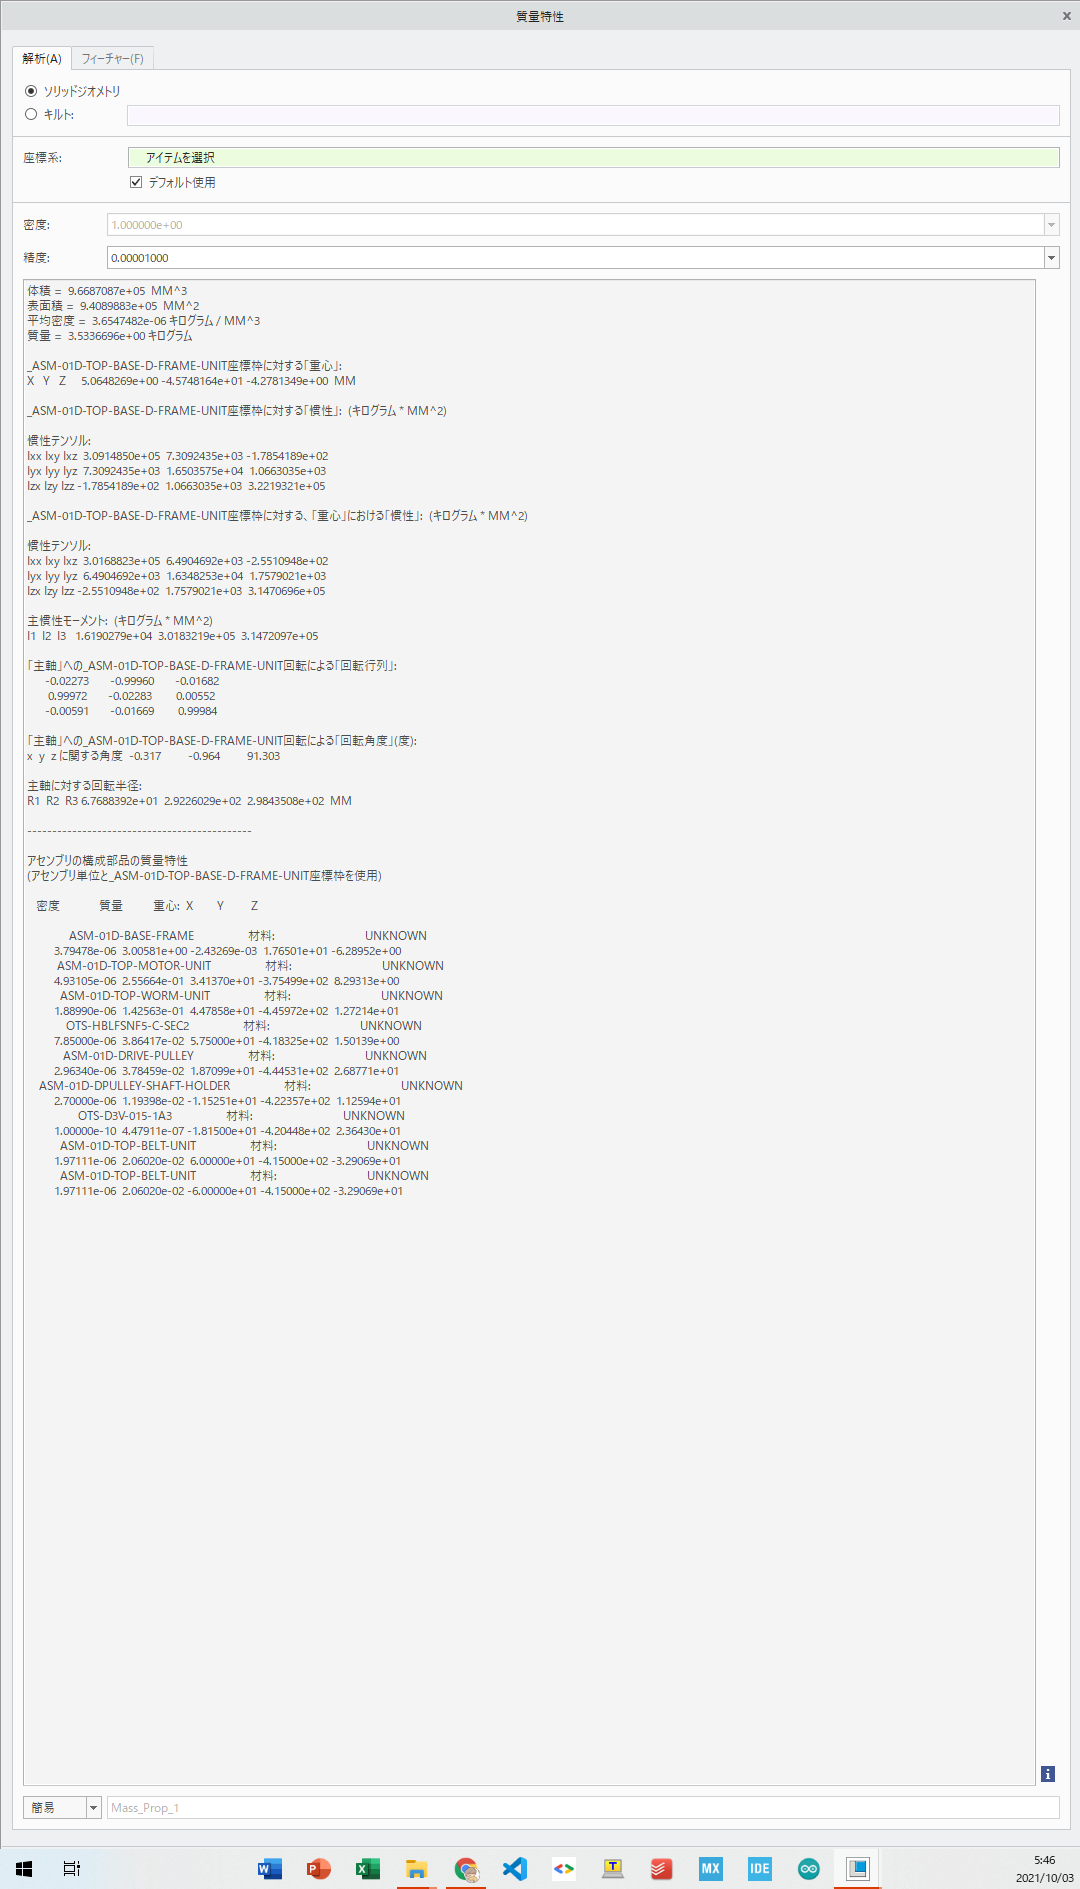 質量特性
解析(A) フィーチャー(F)
ソリッドジオメトリ
キルト:
座標系: アイテムを選択
デフォルト使用
密度: 1.000000e+00
精度: 0.00001000
体積 = 9.6687087e+05 MM^3
表面積 = 9.4089883e+05 MM^2
平均密度 = 3.6547482e-06 キログラム / MM^3
質量 = 3.5336696e+00 キログラム
_ASM-01D-TOP-BASE-D-FRAME-UNIT座標枠に対する「重心」:
X Y Z 5.0648269e+00 -4.5748164e+01 -4.2781349e+00 MM
_ASM-01D-TOP-BASE-D-FRAME-UNIT座標枠に対する「慣性」: (キログラム * MM^2)
慣性テンソル:
Ixx Ixy Ixz 3.0914850e+05 7.3092435e+03 -1.7854189e+02
Iyx Iyy Iyz 7.3092435e+03 1.6503575e+04 1.0663035e+03
Izx Izy Izz -1.7854189e+02 1.0663035e+03 3.2219321e+05
_ASM-01D-TOP-BASE-D-FRAME-UNIT座標枠に対する、「重心」における「慣性」: (キログラム * MM^2)
慣性テンソル:
Ixx Ixy Ixz 3.0168823e+05 6.4904692e+03 -2.5510948e+02
Iyx Iyy Iyz 6.4904692e+03 1.6348253e+04 1.7579021e+03
Izx Izy Izz -2.5510948e+02 1.7579021e+03 3.1470696e+05
主慣性モーメント: (キログラム * MM^2)
I1 I2 I3 1.6190279e+04 3.0183219e+05 3.1472097e+05
「主軸」への_ASM-01D-TOP-BASE-D-FRAME-UNIT回転による「回転行列」:
-0.02273 -0.99960 -0.01682
0.99972 -0.02283 0.00552
-0.00591 -0.01669 0.99984
「主軸」への_ASM-01D-TOP-BASE-D-FRAME-UNIT回転による「回転角度」(度):
x y z に関する角度 -0.317 -0.964 91.303
主軸に対する回転半径:
R1 R2 R3 6.7688392e+01 2.9226029e+02 2.9843508e+02 MM
---------------------------------------------
アセンブリの構成部品の質量特性
(アセンブリ単位と_ASM-01D-TOP-BASE-D-FRAME-UNIT座標枠を使用)
密度 質量 重心: X Y Z
ASM-01D-BASE-FRAME 材料: UNKNOWN
3.79478e-06 3.00581e+00 -2.43269e-03 1.76501e+01 -6.28952e+00
ASM-01D-TOP-MOTOR-UNIT 材料: UNKNOWN
4.93105e-06 2.55664e-01 3.41370e+01 -3.75499e+02 8.29313e+00
ASM-01D-TOP-WORM-UNIT 材料: UNKNOWN
1.88990e-06 1.42563e-01 4.47858e+01 -4.45972e+02 1.27214e+01
OTS-HBLFSNF5-C-SEC2 材料: UNKNOWN
7.85000e-06 3.86417e-02 5.75000e+01 -4.18325e+02 1.50139e+00
ASM-01D-DRIVE-PULLEY 材料: UNKNOWN
2.96340e-06 3.78459e-02 1.87099e+01 -4.44531e+02 2.68771e+01
ASM-01D-DPULLEY-SHAFT-HOLDER 材料: UNKNOWN
2.70000e-06 1.19398e-02 -1.15251e+01 -4.22357e+02 1.12594e+01
OTS-D3V-015-1A3 材料: UNKNOWN
1.00000e-10 4.47911e-07 -1.81500e+01 -4.20448e+02 2.36430e+01
ASM-01D-TOP-BELT-UNIT 材料: UNKNOWN
1.97111e-06 2.06020e-02 6.00000e+01 -4.15000e+02 -3.29069e+01
ASM-01D-TOP-BELT-UNIT 材料: UNKNOWN
1.97111e-06 2.06020e-02 -6.00000e+01 -4.15000e+02 -3.29069e+01
簡易 Mass_Prop_1
5:46
MX IDE
2021/10/03